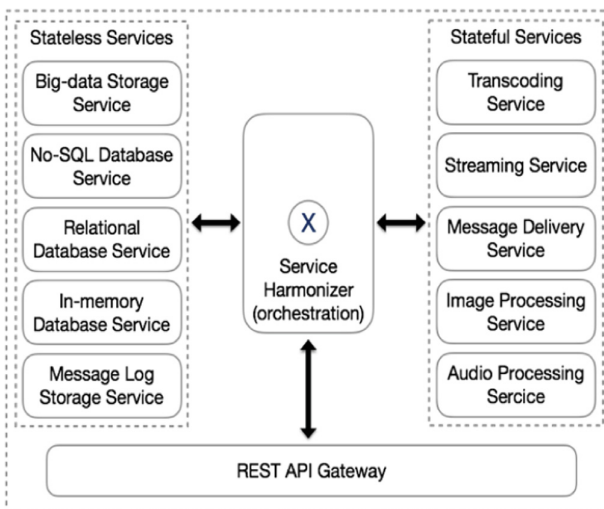 Stateless Services
Big-data Storage
Service
No-SQL Database
Service
Relational
Database Service
In-memory
Database Service
Message Log
Storage Service
X
Service
Harmonizer
(orchestration)
Stateful Services
Transcoding
Service
Streaming Service
Message Delivery
Service
Image Processing
Service
Audio Processing
Sercice
REST API Gateway